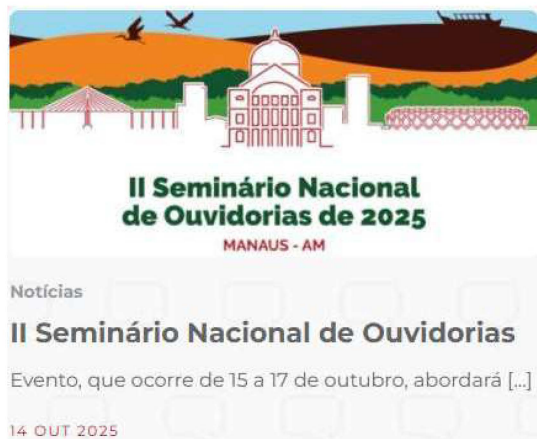 II Seminário Nacional
de Ouvidorias de 2025
MANAUS - AM
Notícias
II Seminário Nacional de Ouvidorias
Evento, que ocorre de 15 a 17 de outubro, abordará [...]
14 OUT 2025